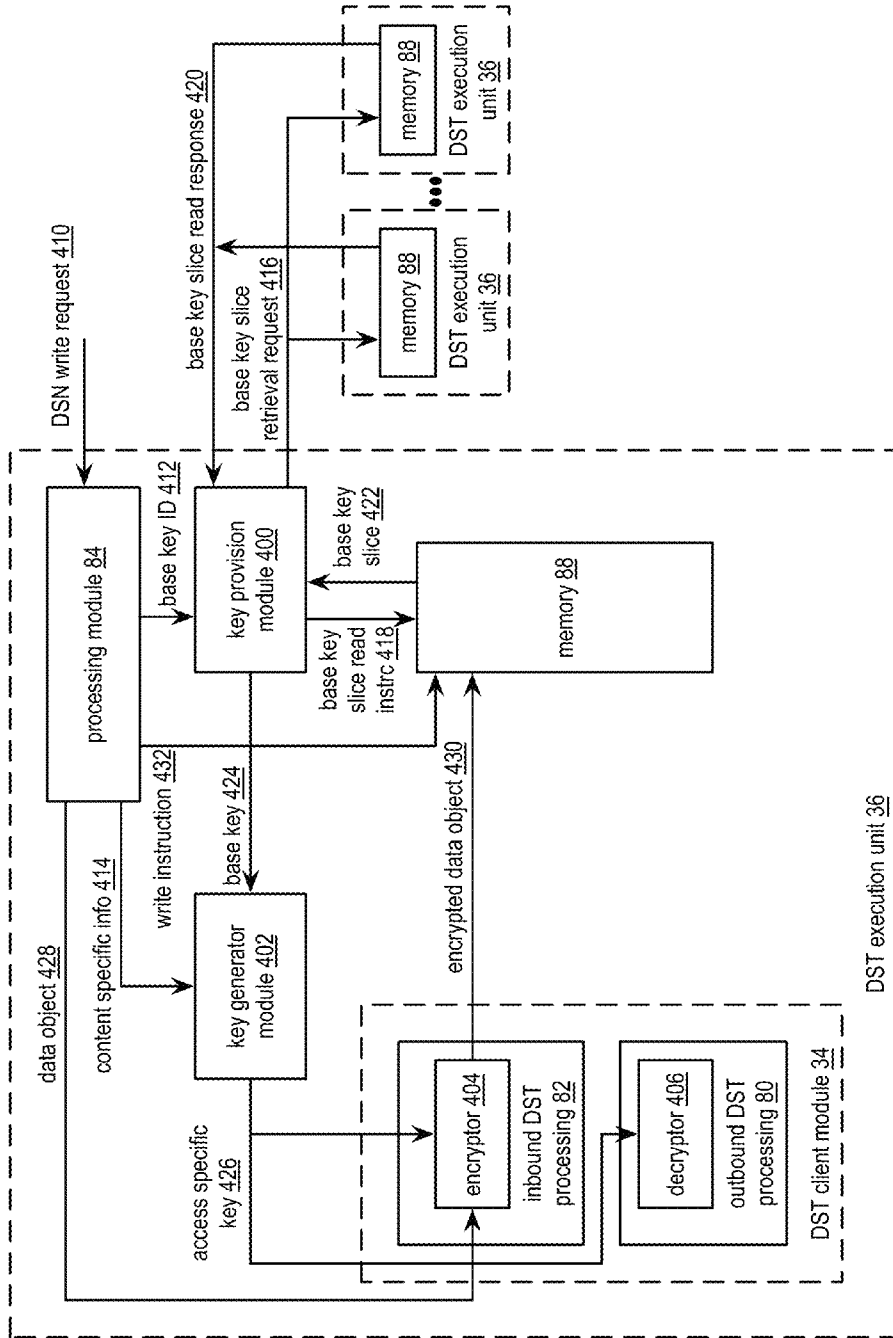 DSN write request 410
processing module 84
base key ID 412
key provision
module 400
base key slice read response 420
base key slice
retrieval request 416
memory 88
DST execution
unit 36
memory 88
DST execution
unit 36
data object 428
content specific info 414
write instruction 432
base key 424
key generator
module 402
base key
slice read
instrc 418
base key
slice 422
memory 88
access specific
key 426
encrypted data object 430
encryptor 404
inbound DST
processing 82
decryptor 406
outbound DST
processing 80
DST client module 34
DST execution unit 36